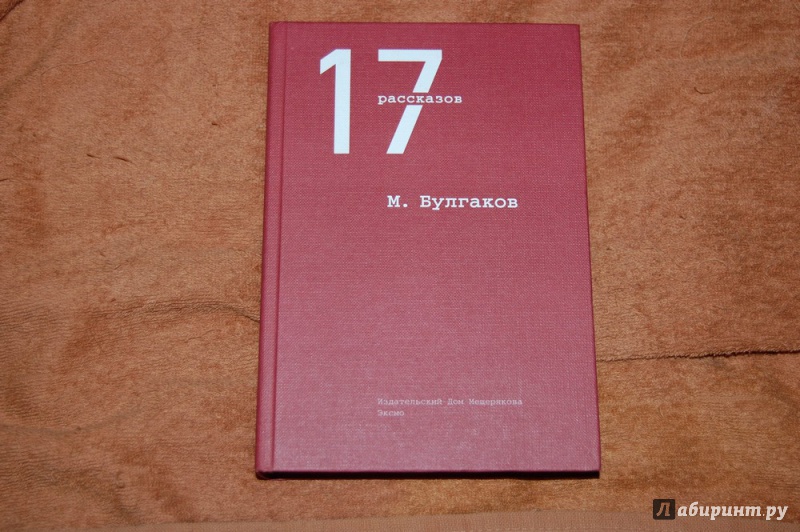 17
рассказов
М. Булгаков
Издательский Дом Мещерякова
Эксмо
Лабиринт.ру